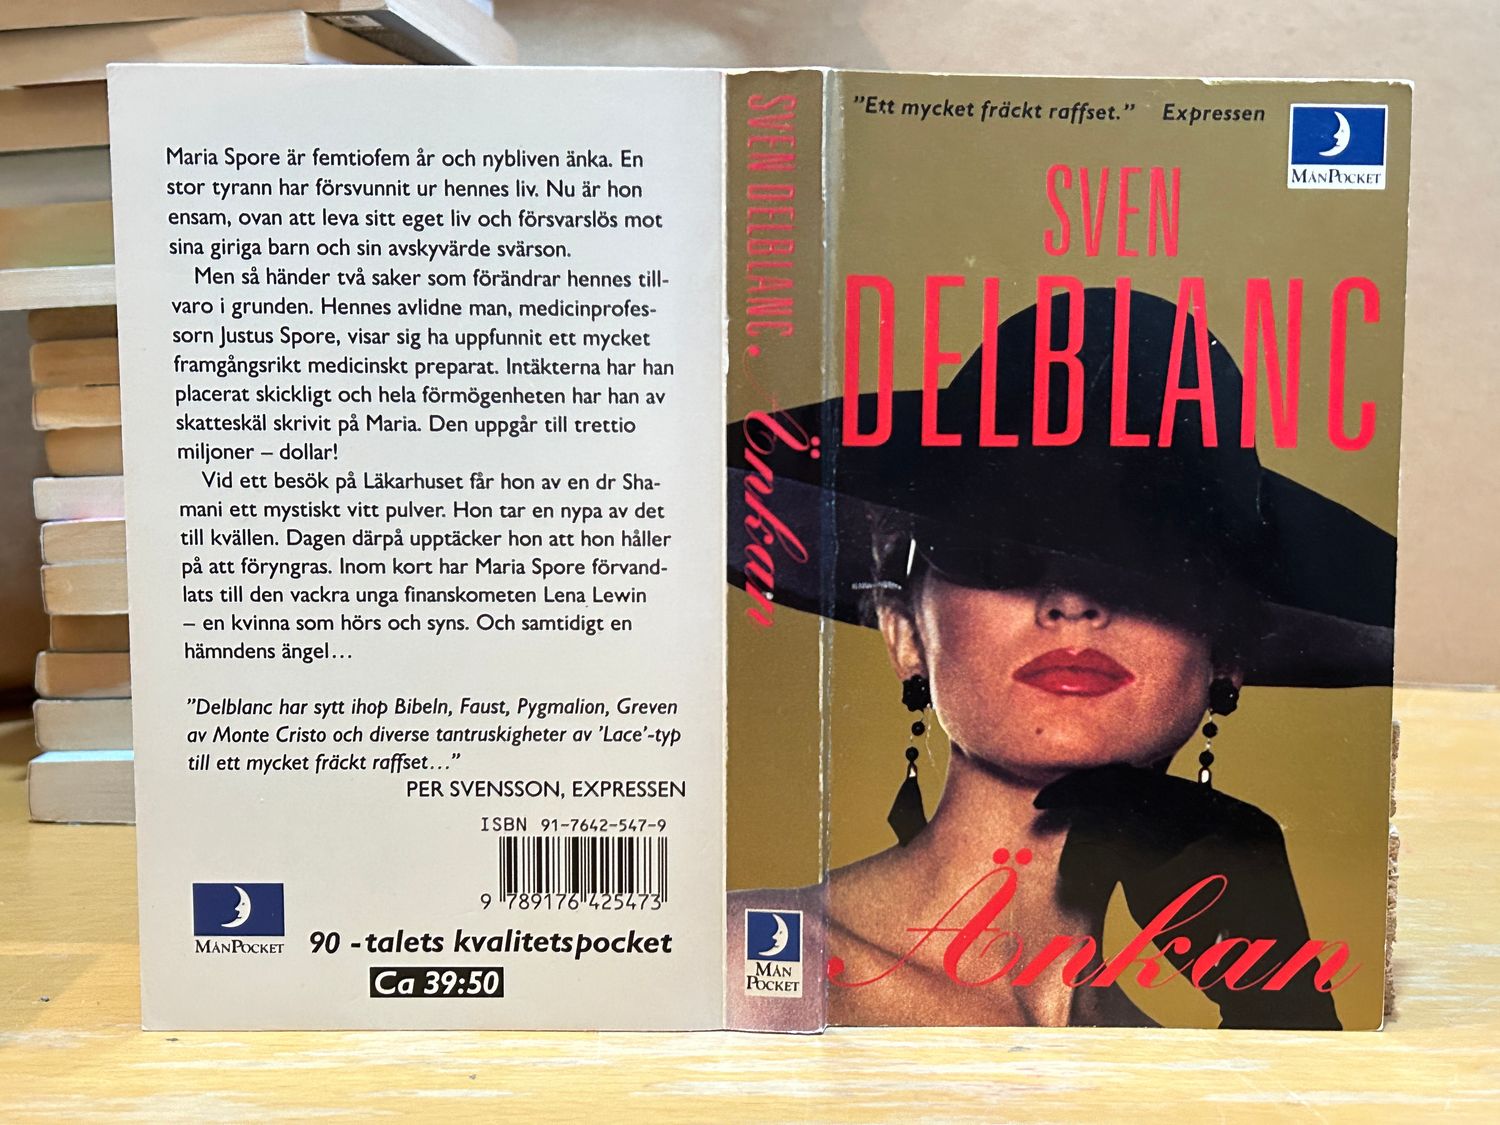 Maria Spore är femtiofem år och nybliven änka. En
stor tyrann har försvunnit ur hennes liv. Nu är hon
ensam, ovan att leva sitt eget liv och försvarslös mot
sina giriga barn och sin avskyvärde svärson.
Men så händer två saker som förändrar hennes till-
varo i grunden. Hennes avlidne man, medicinprofes-
sorn Justus Spore, visar sig ha uppfunnit ett mycket
framgångsrikt medicinskt preparat. Intäkterna har han
placerat skickligt och hela förmögenheten har han av
skatteskäl skrivit på Maria. Den uppgår till trettio
miljoner – dollar!
Vid ett besök på Läkarhuset får hon av en dr Sha-
mani ett mystiskt vitt pulver. Hon tar en nypa av det
till kvällen. Dagen därpå upptäcker hon att hon håller
på att föryngras. Inom kort har Maria Spore förvand-
lats till den vackra unga finanskometen Lena Lewin
– en kvinna som hörs och syns. Och samtidigt en
hämndens ängel...
”Delblanc har sytt ihop Bibeln, Faust, Pygmalion, Greven
av Monte Cristo och diverse tantruskigheter av ’Lace’-typ
till ett mycket fräckt raffset...”
PER SVENSSON, EXPRESSEN
ISBN 91-7642-547-9
9 789176 425473
MÅNPOCKET
90-talets kvalitetspocket
Ca 39:50
SVEN DELBLANC
Änkan
MÅN
POCKET
”Ett mycket fräckt raffset.” Expressen
MÅNPOCKET
SVEN
DELBLANC
Änkan